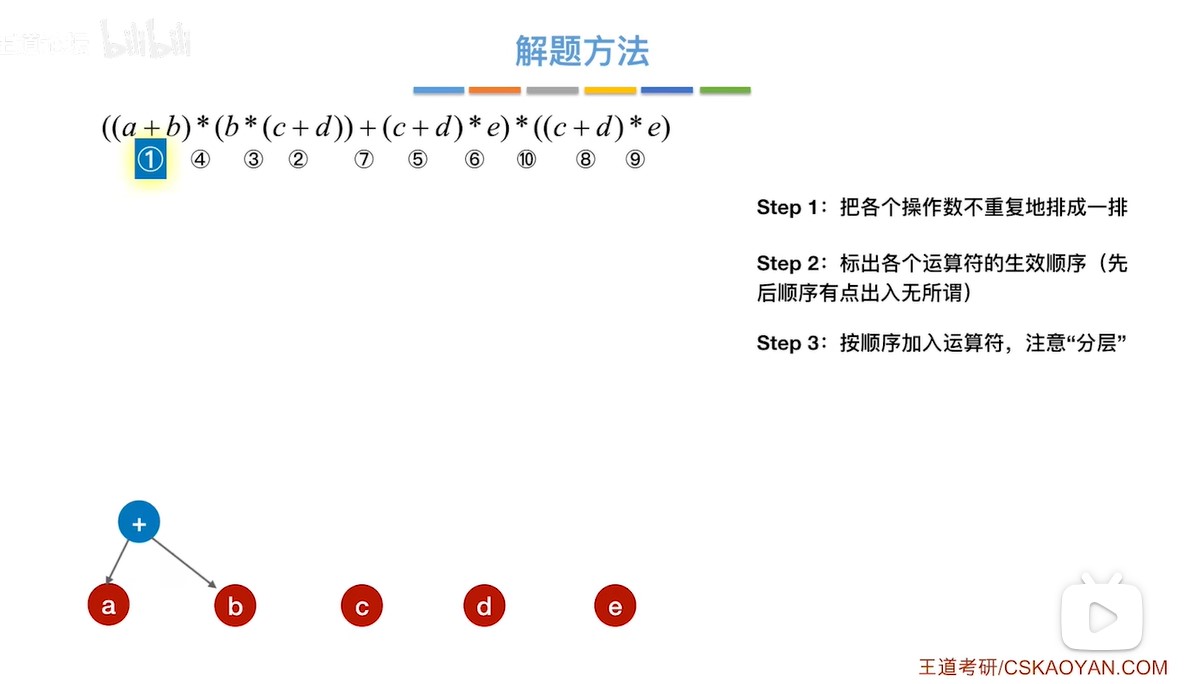 bilibili
解题方法
((a+b)*(b*(c+d))+(c+d)*e)*((c+d)*e)
① ④ ③ ② ⑦ ⑤ ⑥ ⑩ ⑧ ⑨
Step 1：把各个操作数不重复地排成一排
Step 2：标出各个运算符的生效顺序（先
后顺序有点出入无所谓）
Step 3：按顺序加入运算符，注意“分层”
+
a b c d e
王道考研/CSKAOYAN.COM